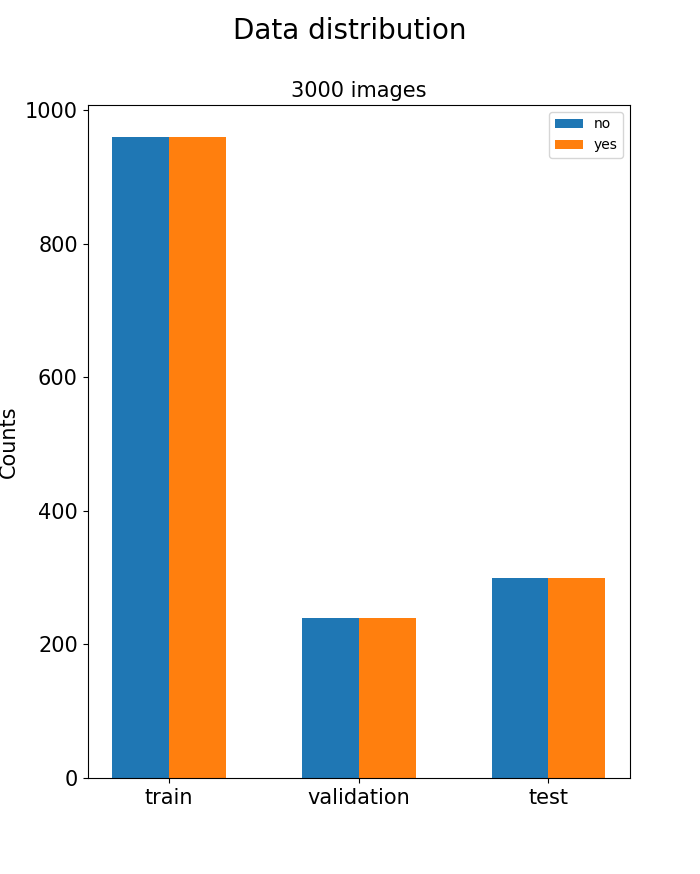 Data distribution
3000 images
no
yes
1000
800
600
400
200
0
Counts
train validation test